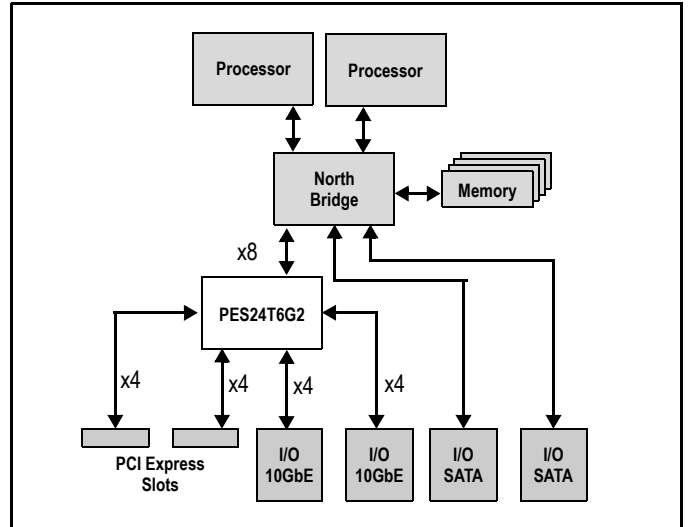 Processor
Processor
North
Bridge
Memory
x8
PES24T6G2
x4
x4
x4
x4
PCI Express
Slots
I/O
10GbE
I/O
10GbE
I/O
SATA
I/O
SATA